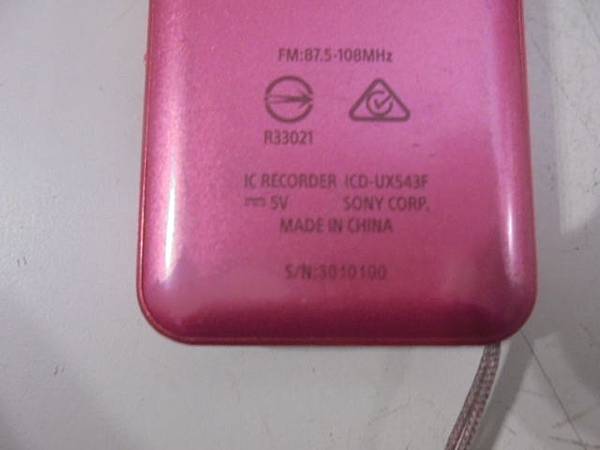 FM:87.5-108MHz
R33021
IC RECORDER ICD-UX543F
⎓ 5V SONY CORP.
MADE IN CHINA
S/N:3010100